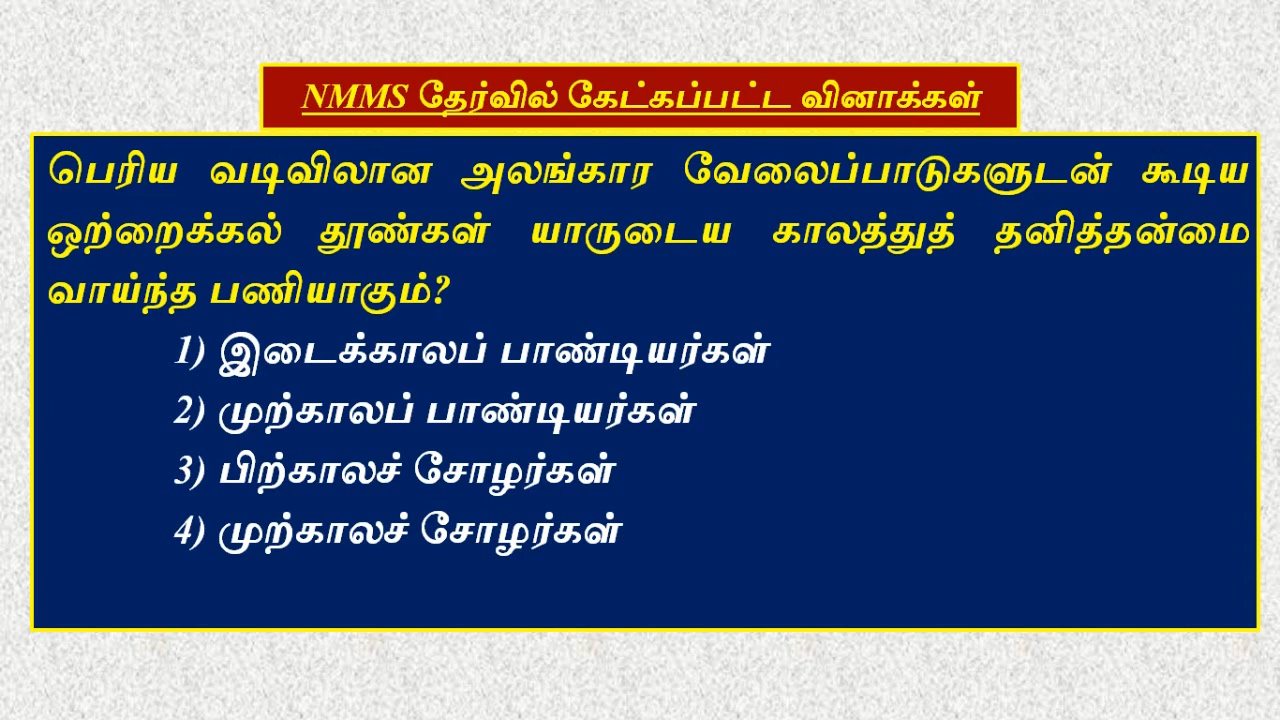 NMMS தேர்வில் கேட்கப்பட்ட வினாக்கள்
பெரிய வடிவிலான அலங்கார வேலைப்பாடுகளுடன் கூடிய
ஒற்றைக்கல் தூண்கள் யாருடைய காலத்துத் தனித்தன்மை
வாய்ந்த பணியாகும்?
1) இடைக்காலப் பாண்டியர்கள்
2) முற்காலப் பாண்டியர்கள்
3) பிற்காலச் சோழர்கள்
4) முற்காலச் சோழர்கள்